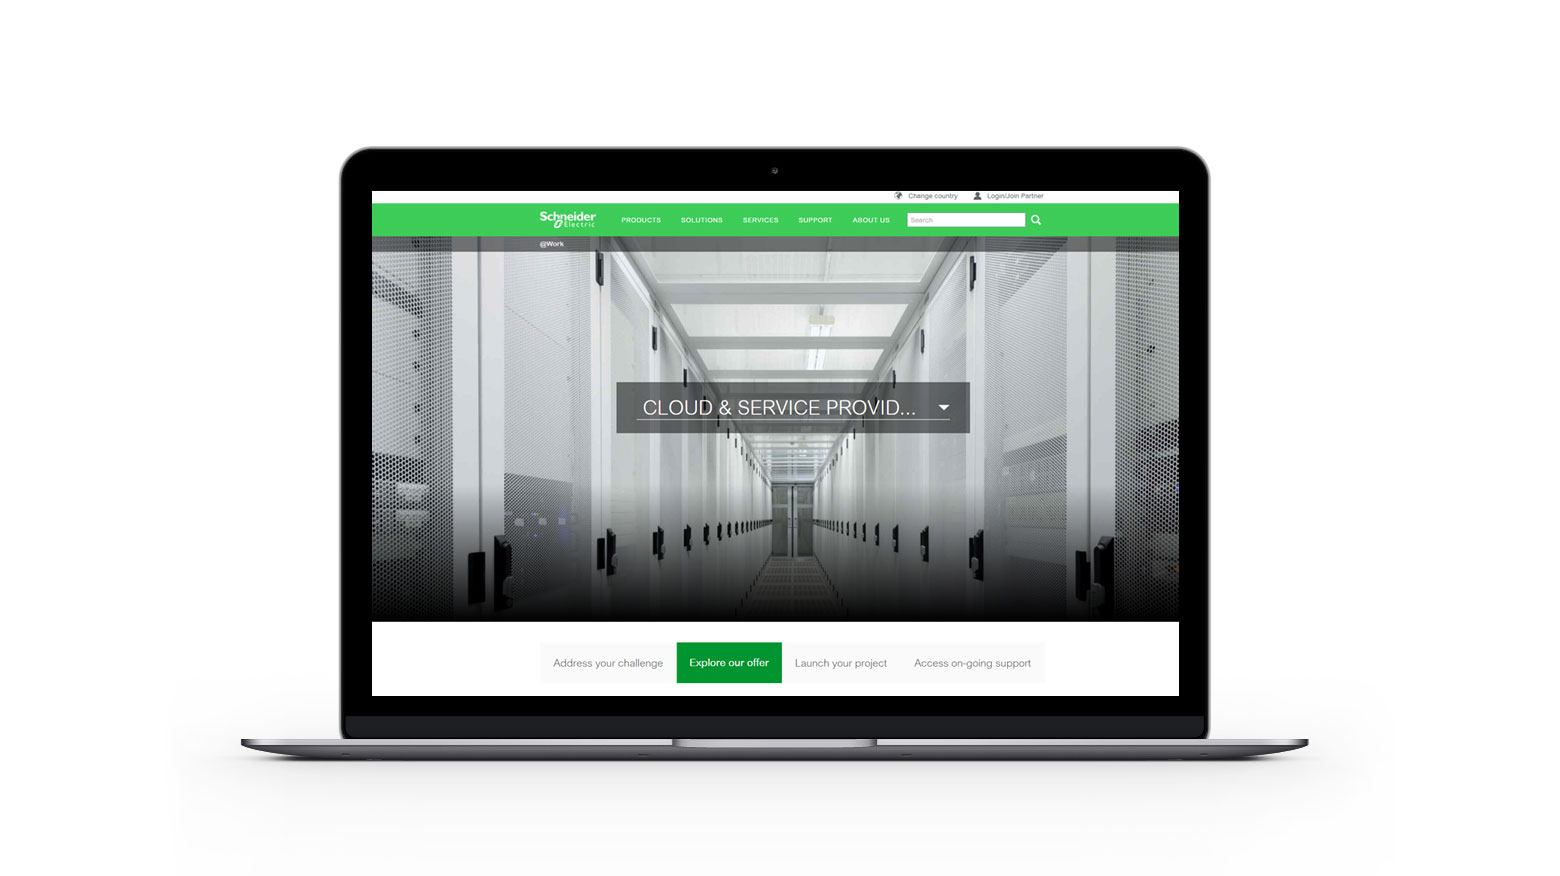 Change country
Login/Join Partner
Schneider
Electric
PRODUCTS
SOLUTIONS
SERVICES
SUPPORT
ABOUT US
Search
@Work
CLOUD & SERVICE PROVID...
Address your challenge
Explore our offer
Launch your project
Access on-going support